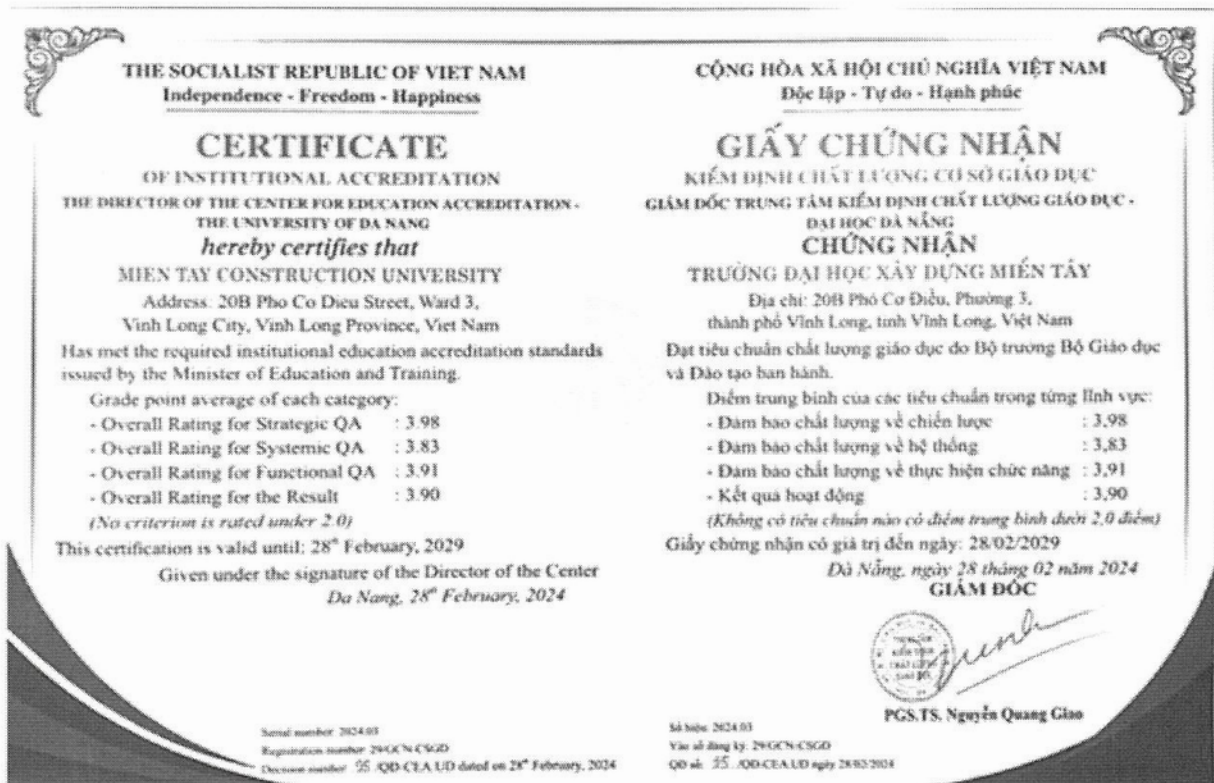 THE SOCIALIST REPUBLIC OF VIET NAM
Independence - Freedom - Happiness
CERTIFICATE
OF INSTITUTIONAL ACCREDITATION
THE DIRECTOR OF THE CENTER FOR EDUCATION ACCREDITATION -
THE UNIVERSITY OF DA NANG
hereby certifies that
MIEN TAY CONSTRUCTION UNIVERSITY
Address: 20B Pho Co Dieu Street, Ward 3,
Vinh Long City, Vinh Long Province, Viet Nam
Has met the required institutional education accreditation standards
issued by the Minister of Education and Training.
Grade point average of each category:
- Overall Rating for Strategic QA : 3.98
- Overall Rating for Systemic QA : 3.83
- Overall Rating for Functional QA : 3.91
- Overall Rating for the Result : 3.90
(No criterion is rated under 2.0)
This certification is valid until: 28th February, 2029
Given under the signature of the Director of the Center
Da Nang, 28th February, 2024
Serial number: 2024.03
Registration number: 29/GCN-CSGD
Decision number: 35 /QD-CEA.UD dated on 28th February, 2024
CỘNG HÒA XÃ HỘI CHỦ NGHĨA VIỆT NAM
Độc lập - Tự do - Hạnh phúc
GIẤY CHỨNG NHẬN
KIỂM ĐỊNH CHẤT LƯỢNG CƠ SỞ GIÁO DỤC
GIÁM ĐỐC TRUNG TÂM KIỂM ĐỊNH CHẤT LƯỢNG GIÁO DỤC -
ĐẠI HỌC ĐÀ NẴNG
CHỨNG NHẬN
TRƯỜNG ĐẠI HỌC XÂY DỰNG MIỀN TÂY
Địa chỉ: 20B Phó Cơ Điều, Phường 3,
thành phố Vĩnh Long, tỉnh Vĩnh Long, Việt Nam
Đạt tiêu chuẩn chất lượng giáo dục do Bộ trưởng Bộ Giáo dục
và Đào tạo ban hành.
Điểm trung bình của các tiêu chuẩn trong từng lĩnh vực:
- Đảm bảo chất lượng về chiến lược : 3,98
- Đảm bảo chất lượng về hệ thống : 3,83
- Đảm bảo chất lượng về thực hiện chức năng : 3,91
- Kết quả hoạt động : 3,90
(Không có tiêu chuẩn nào có điểm trung bình dưới 2,0 điểm)
Giấy chứng nhận có giá trị đến ngày: 28/02/2029
Đà Nẵng, ngày 28 tháng 02 năm 2024
GIÁM ĐỐC
TRUNG TÂM
KIỂM ĐỊNH
CHẤT LƯỢNG
GIÁO DỤC
PGS.TS. Nguyễn Quang Giao
Số hiệu: 2024.03
Vào sổ đăng ký: 29/GCN-CSGD
QĐ số: 35 /QĐ-CEA.UD ngày 28/02/2024